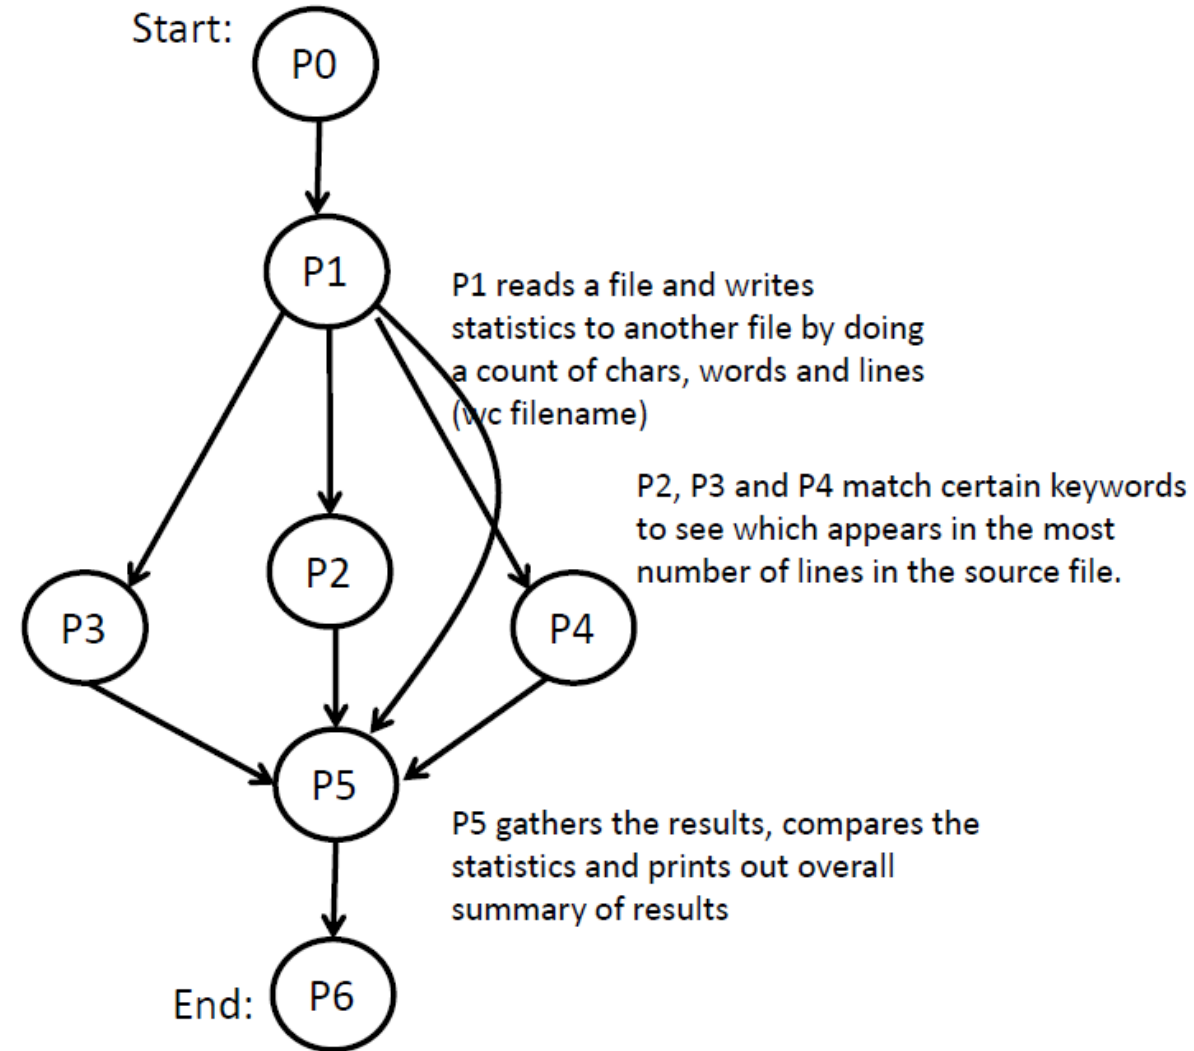 Start:
P0
P1
P1 reads a file and writes
statistics to another file by doing
a count of chars, words and lines
(wc filename)
P2, P3 and P4 match certain keywords
to see which appears in the most
number of lines in the source file.
P2
P3
P4
P5
P5 gathers the results, compares the
statistics and prints out overall
summary of results
End:
P6